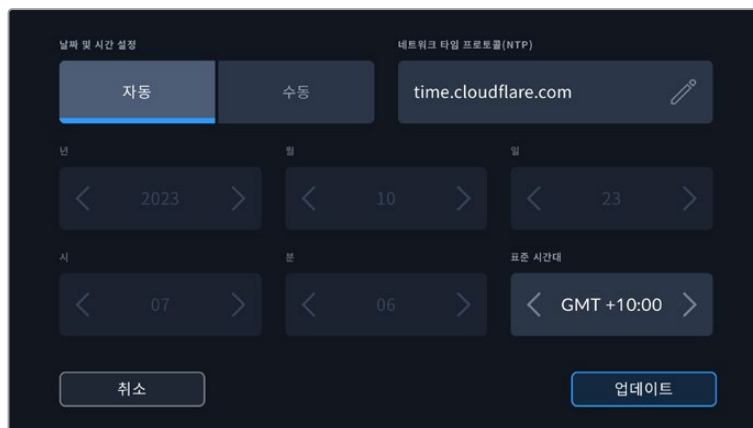 날짜 및 시간 설정 네트워크 타임 프로토콜(NTP)
자동 수동 time.cloudflare.com
년 월 일
2023 10 23
시 분 표준 시간대
07 06 GMT +10:00
취소 업데이트